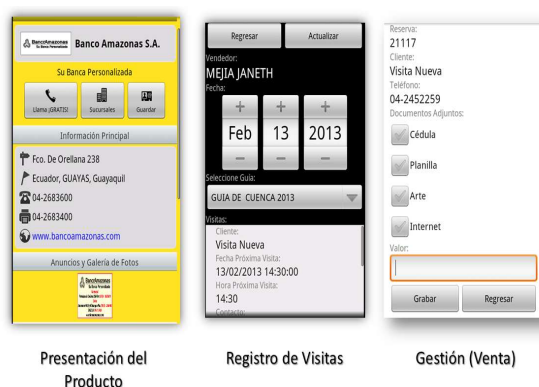 BancoAmazonas
Su Banca Personalizada
Banco Amazonas S.A.
Su Banca Personalizada
Llama ¡GRATIS!
Sucursales
Guardar
Información Principal
Fco. De Orellana 238
Ecuador, GUAYAS, Guayaquil
04-2683600
04-2683400
www.bancoamazonas.com
Anuncios y Galería de Fotos
BancoAmazonas
Presentación del
Producto
Regresar
Actualizar
Vendedor:
MEJIA JANETH
Fecha:
+ + +
Feb 13 2013
− − −
Seleccione Guía:
GUIA DE CUENCA 2013
Visitas:
Cliente:
Visita Nueva
Fecha Próxima Visita:
13/02/2013 14:30:00
Hora Próxima Visita:
14:30
Contacto:
Registro de Visitas
Reserva:
21117
Cliente:
Visita Nueva
Teléfono:
04-2452259
Documentos Adjuntos:
Cédula
Planilla
Arte
Internet
Valor:
Grabar
Regresar
Gestión (Venta)